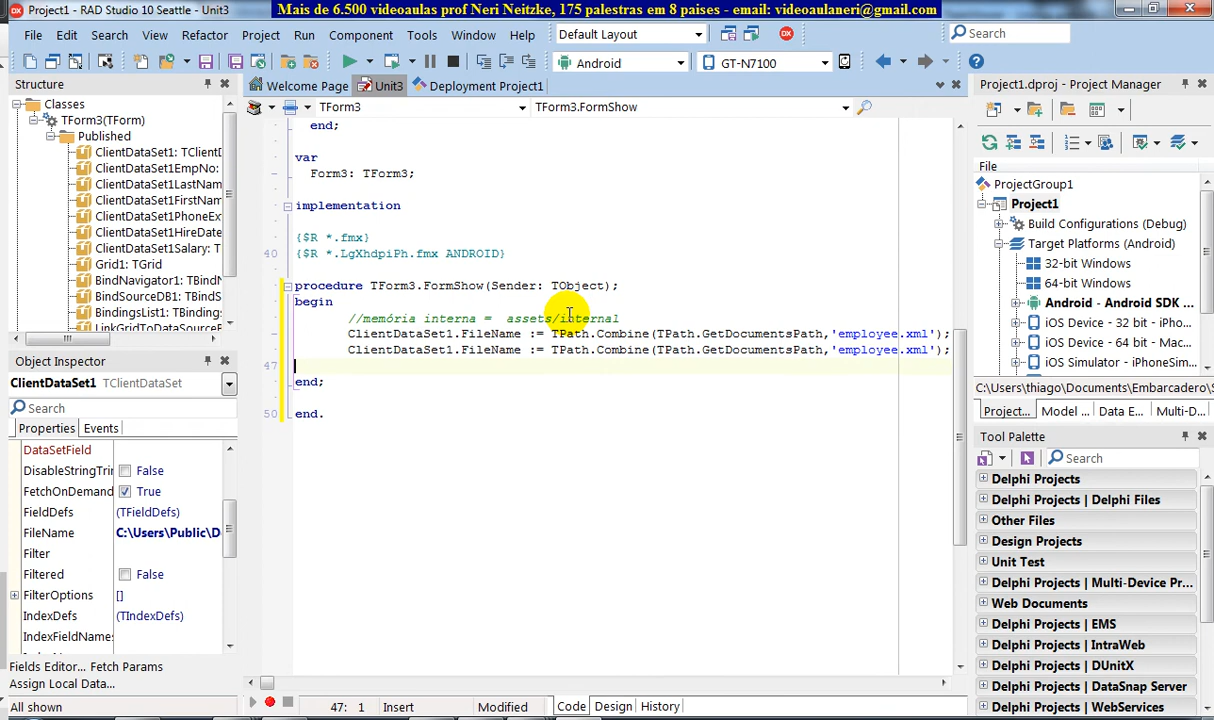 Project1 - RAD Studio 10 Seattle - Unit3
Mais de 6.500 videoaulas prof Neri Neitzke, 175 palestras em 8 paises - email: videoaulaneri@gmail.com
File Edit Search View Refactor Project Run Component Tools Window Help
Default Layout
Search
Android
GT-N7100
Structure
Classes
TForm3(TForm)
Published
ClientDataSet1: TClientD
ClientDataSet1EmpNo:
ClientDataSet1LastNam
ClientDataSet1FirstNam
ClientDataSet1PhoneExt
ClientDataSet1HireDate
ClientDataSet1Salary: T
Grid1: TGrid
BindNavigator1: TBindN
BindSourceDB1: TBindS
BindingsList1: TBindings
LinkGridToDataSourceB
Object Inspector
ClientDataSet1 TClientDataSet
Search
Properties Events
DataSetField
DisableStringTrin False
FetchOnDemand True
FieldDefs (TFieldDefs)
FileName C:\Users\Public\D
Filter
Filtered False
FilterOptions []
IndexDefs (TIndexDefs)
IndexFieldNames
Fields Editor... Fetch Params
Assign Local Data...
All shown
Welcome Page Unit3 Deployment Project1
TForm3 TForm3.FormShow
end;
var
Form3: TForm3;
implementation
{$R *.fmx}
40 {$R *.LgXhdpiPh.fmx ANDROID}
procedure TForm3.FormShow(Sender: TObject);
begin
//memória interna = assets/internal
ClientDataSet1.FileName := TPath.Combine(TPath.GetDocumentsPath,'employee.xml');
ClientDataSet1.FileName := TPath.Combine(TPath.GetDocumentsPath,'employee.xml');
47
end;
50 end.
47: 1 Insert Modified Code Design History
Project1.dproj - Project Manager
File
ProjectGroup1
Project1
Build Configurations (Debug)
Target Platforms (Android)
32-bit Windows
64-bit Windows
Android - Android SDK ...
iOS Device - 32 bit - iPho...
iOS Device - 64 bit - Mac...
iOS Simulator - iPhoneSim...
C:\Users\thiago\Documents\Embarcadero\S
Project... Model ... Data E... Multi-D...
Tool Palette
Search
Delphi Projects
Delphi Projects | Delphi Files
Other Files
Design Projects
Unit Test
Delphi Projects | Multi-Device Pr...
Web Documents
Delphi Projects | EMS
Delphi Projects | IntraWeb
Delphi Projects | DUnitX
Delphi Projects | DataSnap Server
Delphi Projects | WebServices